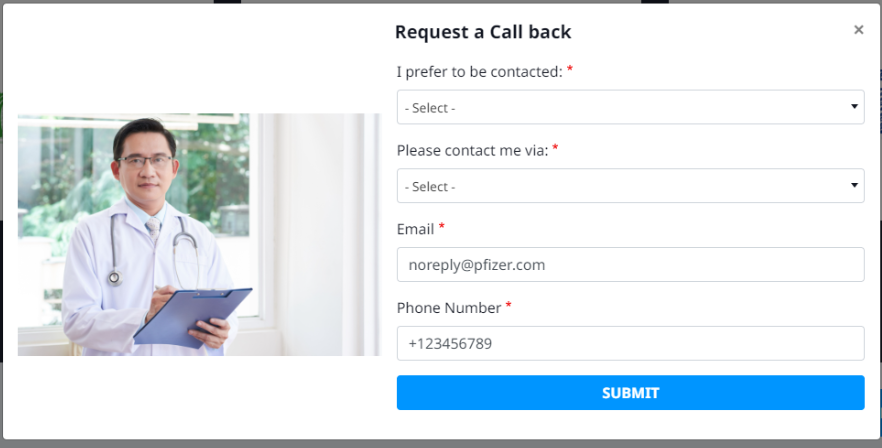 Request a Call back
×
I prefer to be contacted: *
- Select -
Please contact me via: *
- Select -
Email *
noreply@pfizer.com
Phone Number *
+123456789
SUBMIT